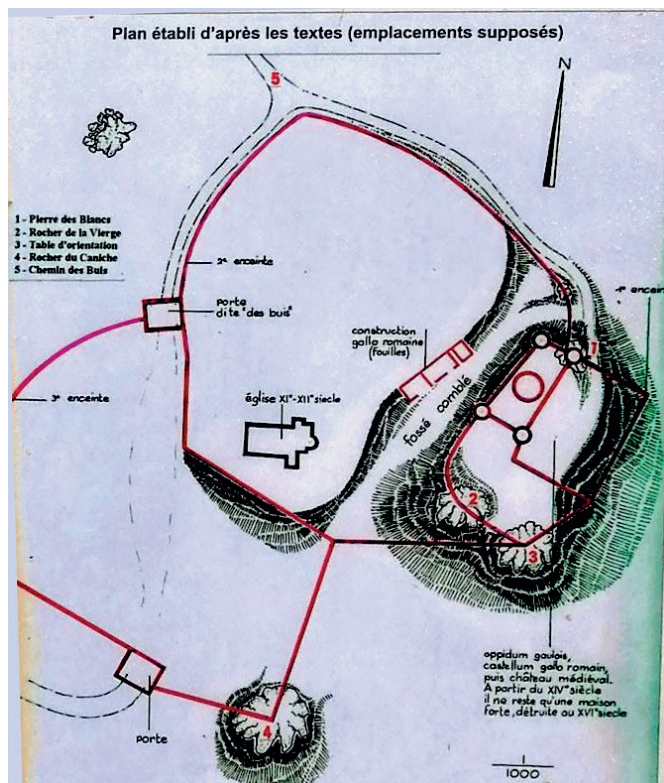 Plan établi d'après les textes (emplacements supposés)
5
N
1 - Pierre des Blancs
2 - Rocher de la Vierge
3 - Table d'orientation
4 - Rocher du Caniche
5 - Chemin des Buis
2e enceinte
porte
dite "des buis"
construction
gallo romaine
(fouilles)
1
1e encein
3e enceinte
église XIe-XIIe siècle
fossé comblé
2
3
oppidum gaulois,
castellum gallo romain,
puis château médiéval.
A partir du XIVe siècle
il ne reste qu'une maison
forte, détruite au XVIe siecle
porte
4
1000